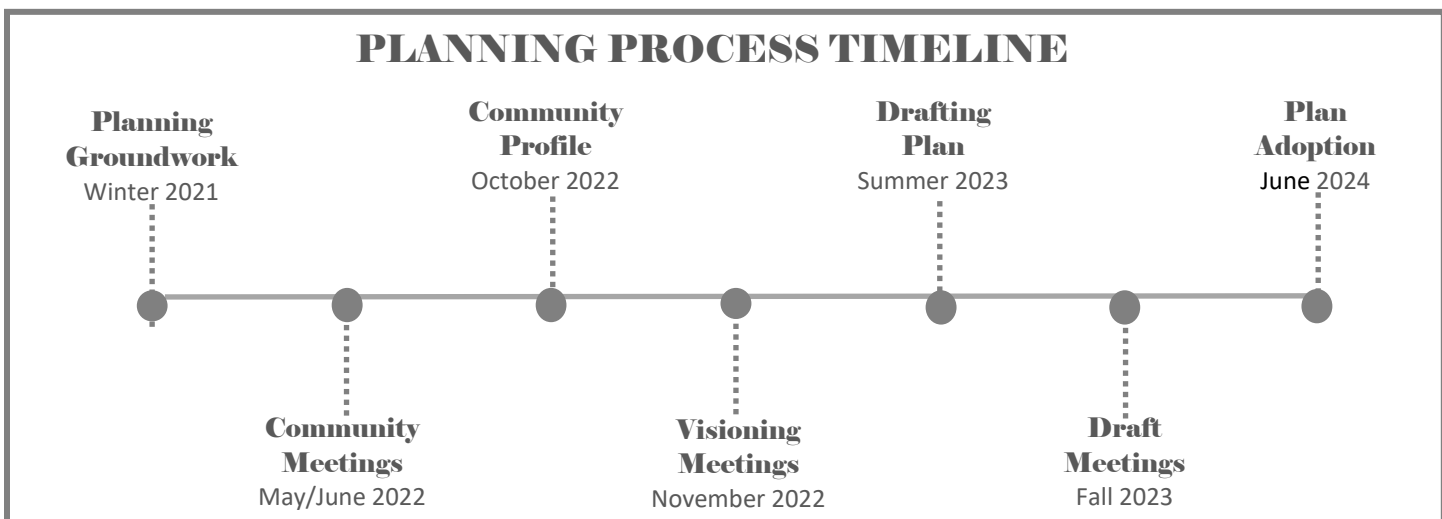 PLANNING PROCESS TIMELINE
Planning
Groundwork
Winter 2021
Community
Profile
October 2022
Drafting
Plan
Summer 2023
Plan
Adoption
June 2024
Community
Meetings
May/June 2022
Visioning
Meetings
November 2022
Draft
Meetings
Fall 2023